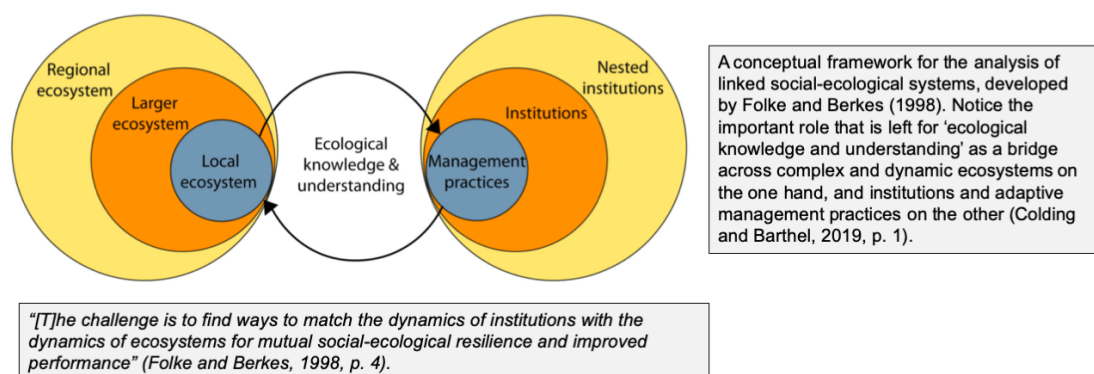 Regional
ecosystem
Larger
ecosystem
Local
ecosystem
Ecological
knowledge &
understanding
Management
practices
Institutions
Nested
institutions
A conceptual framework for the analysis of
linked social-ecological systems, developed
by Folke and Berkes (1998). Notice the
important role that is left for ‘ecological
knowledge and understanding’ as a bridge
across complex and dynamic ecosystems on
the one hand, and institutions and adaptive
management practices on the other (Colding
and Barthel, 2019, p. 1).
“[T]he challenge is to find ways to match the dynamics of institutions with the
dynamics of ecosystems for mutual social-ecological resilience and improved
performance” (Folke and Berkes, 1998, p. 4).